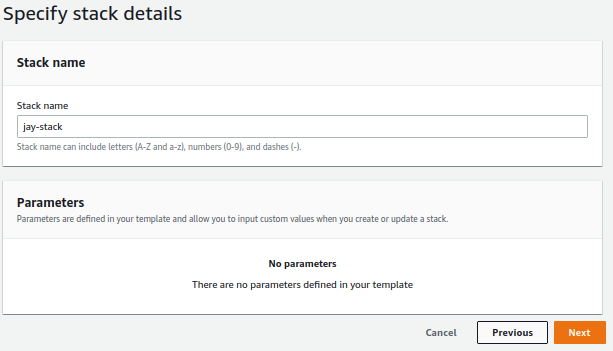 Specify stack details
Stack name
Stack name
jay-stack
Stack name can include letters (A-Z and a-z), numbers (0-9), and dashes (-).
Parameters
Parameters are defined in your template and allow you to input custom values when you create or update a stack.
No parameters
There are no parameters defined in your template
Cancel Previous Next